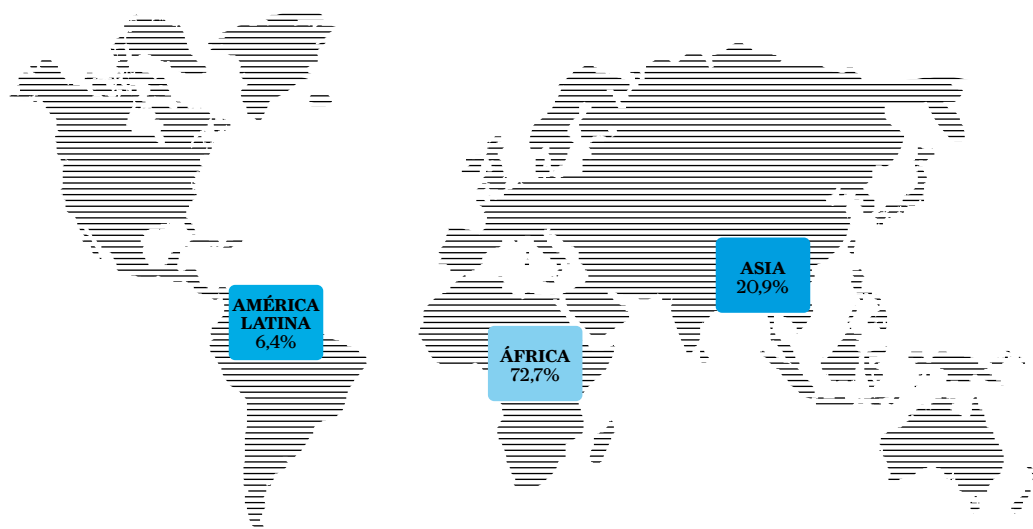 AMÉRICA
LATINA
6,4%
ÁFRICA
72,7%
ASIA
20,9%